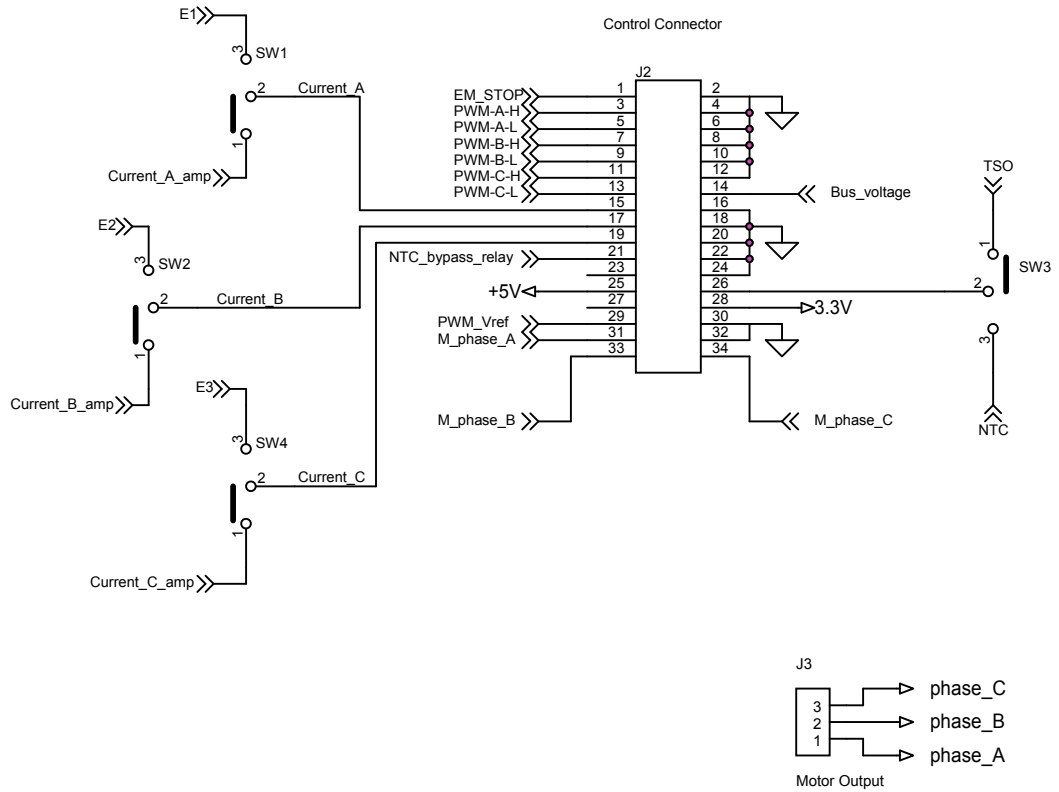 E1
3
SW1
2
Current_A
1
Current_A_amp
E2
3
SW2
2
Current_B
1
Current_B_amp
E3
3
SW4
2
Current_C
1
Current_C_amp
Control Connector
J2
EM_STOP 1 2
PWM-A-H 3 4
PWM-A-L 5 6
PWM-B-H 7 8
PWM-B-L 9 10
PWM-C-H 11 12
PWM-C-L 13 14 Bus_voltage
15 16
17 18
19 20
NTC_bypass_relay 21 22
23 24
+5V 25 26
27 28 3.3V
PWM_Vref 29 30
M_phase_A 31 32
33 34
M_phase_B
M_phase_C
TSO
1
SW3
2
3
NTC
J3
3 phase_C
2 phase_B
1 phase_A
Motor Output